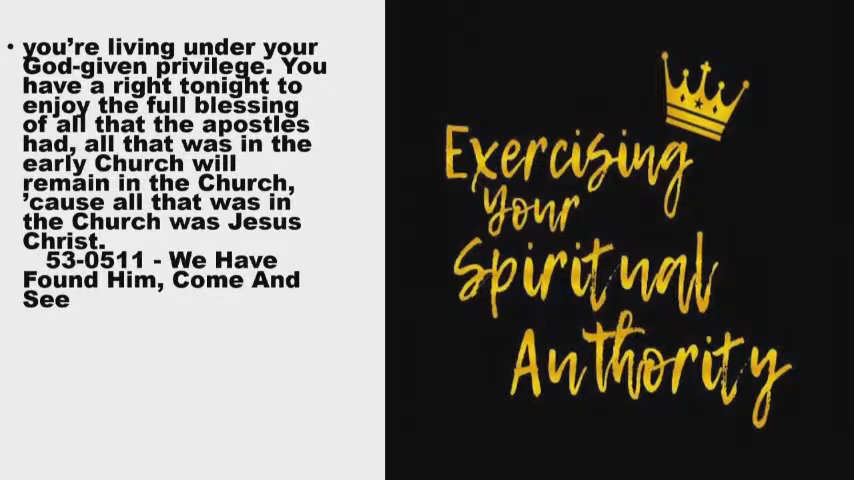 • you’re living under your
God-given privilege. You
have a right tonight to
enjoy the full blessing
of all that the apostles
had, all that was in the
early Church will
remain in the Church,
’cause all that was in
the Church was Jesus
Christ.
53-0511 - We Have
Found Him, Come And
See
Exercising
Your
Spiritual
Authority